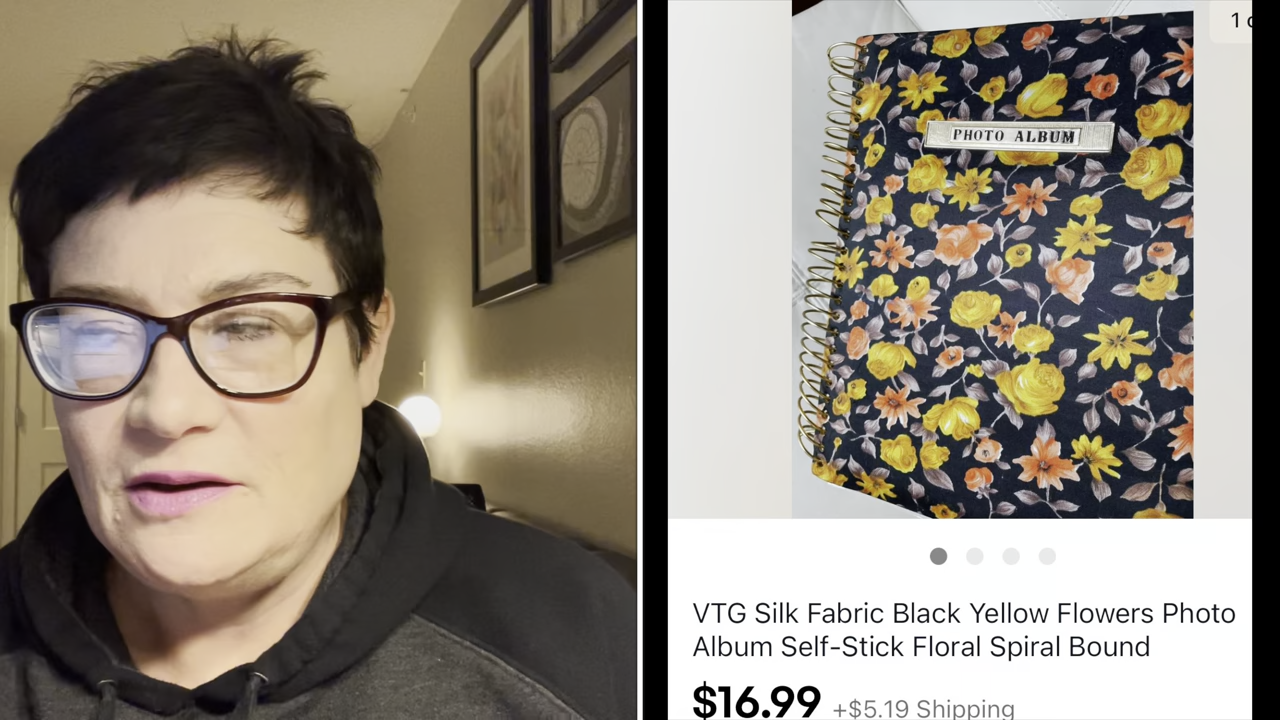 1
PHOTO ALBUM
VTG Silk Fabric Black Yellow Flowers Photo
Album Self-Stick Floral Spiral Bound
$16.99 +$5.19 Shipping